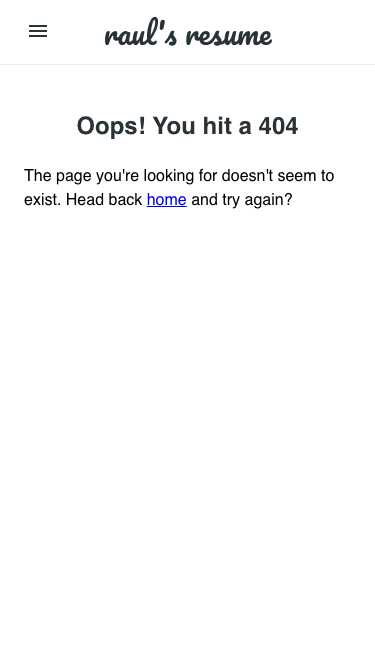 raul's resume
Oops! You hit a 404
The page you're looking for doesn't seem to
exist. Head back home and try again?